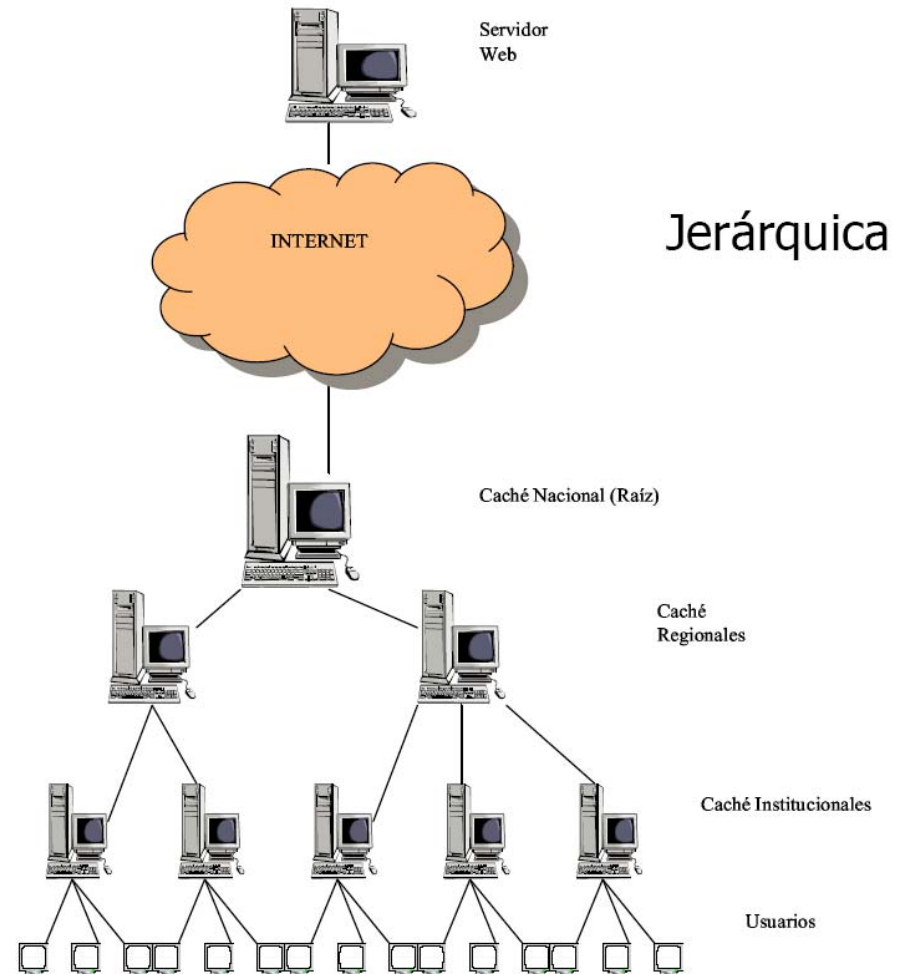 Servidor
Web
INTERNET
Jerárquica
Caché Nacional (Raíz)
Caché
Regionales
Caché Institucionales
Usuarios